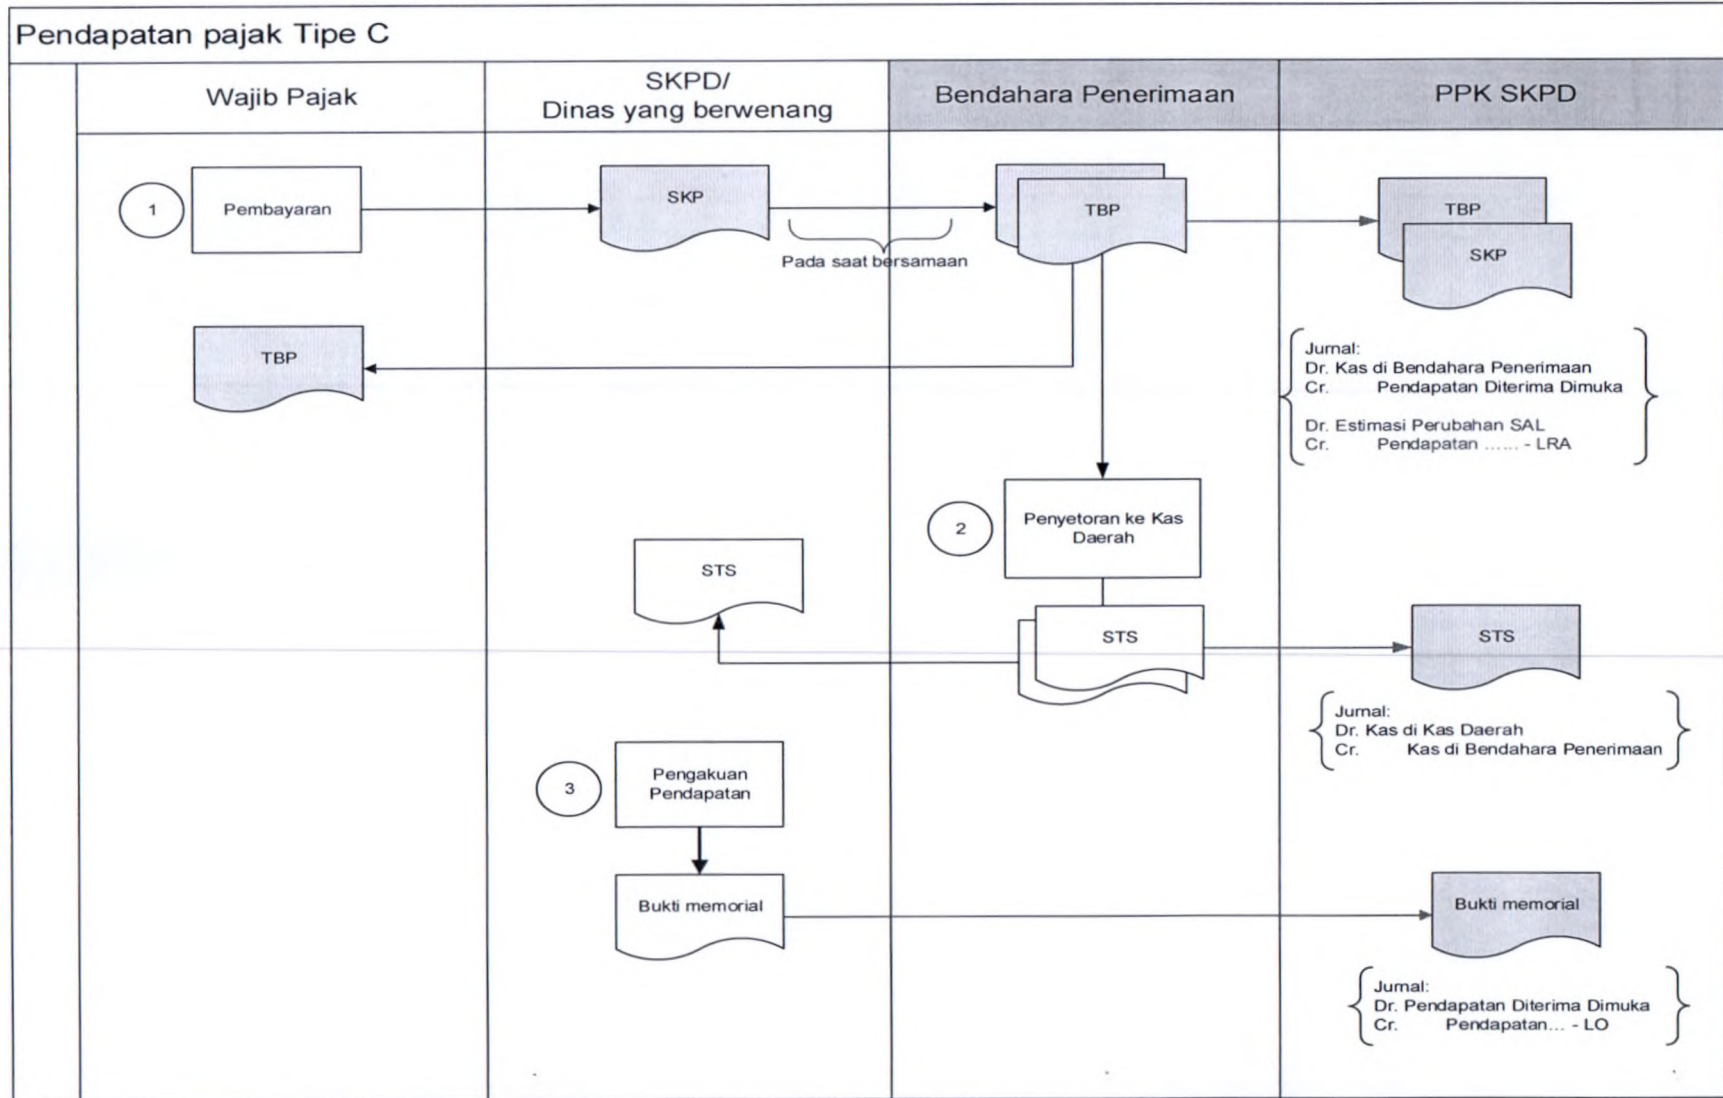 Pendapatan pajak Tipe C
Wajib Pajak
SKPD/
Dinas yang berwenang
Bendahara Penerimaan
PPK SKPD
1
Pembayaran
SKP
Pada saat bersamaan
TBP
TBP
SKP
TBP
Jurnal:
Dr. Kas di Bendahara Penerimaan
Cr. Pendapatan Diterima Dimuka
Dr. Estimasi Perubahan SAL
Cr. Pendapatan ...... - LRA
2
Penyetoran ke Kas
Daerah
STS
STS
STS
Jurnal:
Dr. Kas di Kas Daerah
Cr. Kas di Bendahara Penerimaan
3
Pengakuan
Pendapatan
Bukti memorial
Bukti memorial
Jurnal:
Dr. Pendapatan Diterima Dimuka
Cr. Pendapatan... - LO